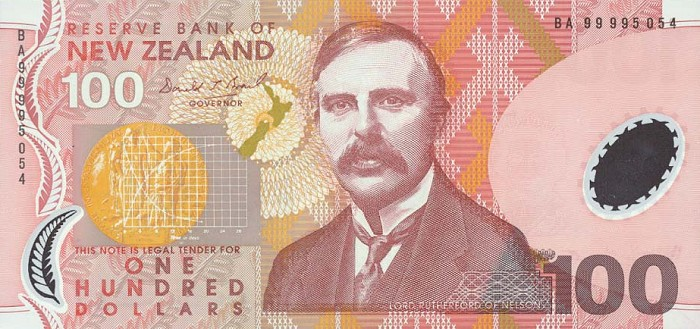 RESERVE BANK OF
NEW ZEALAND
100
GOVERNOR
BA 99995054
BA99995054
THIS NOTE IS LEGAL TENDER FOR
ONE
HUNDRED
DOLLARS
LORD RUTHERFORD OF NELSON
100